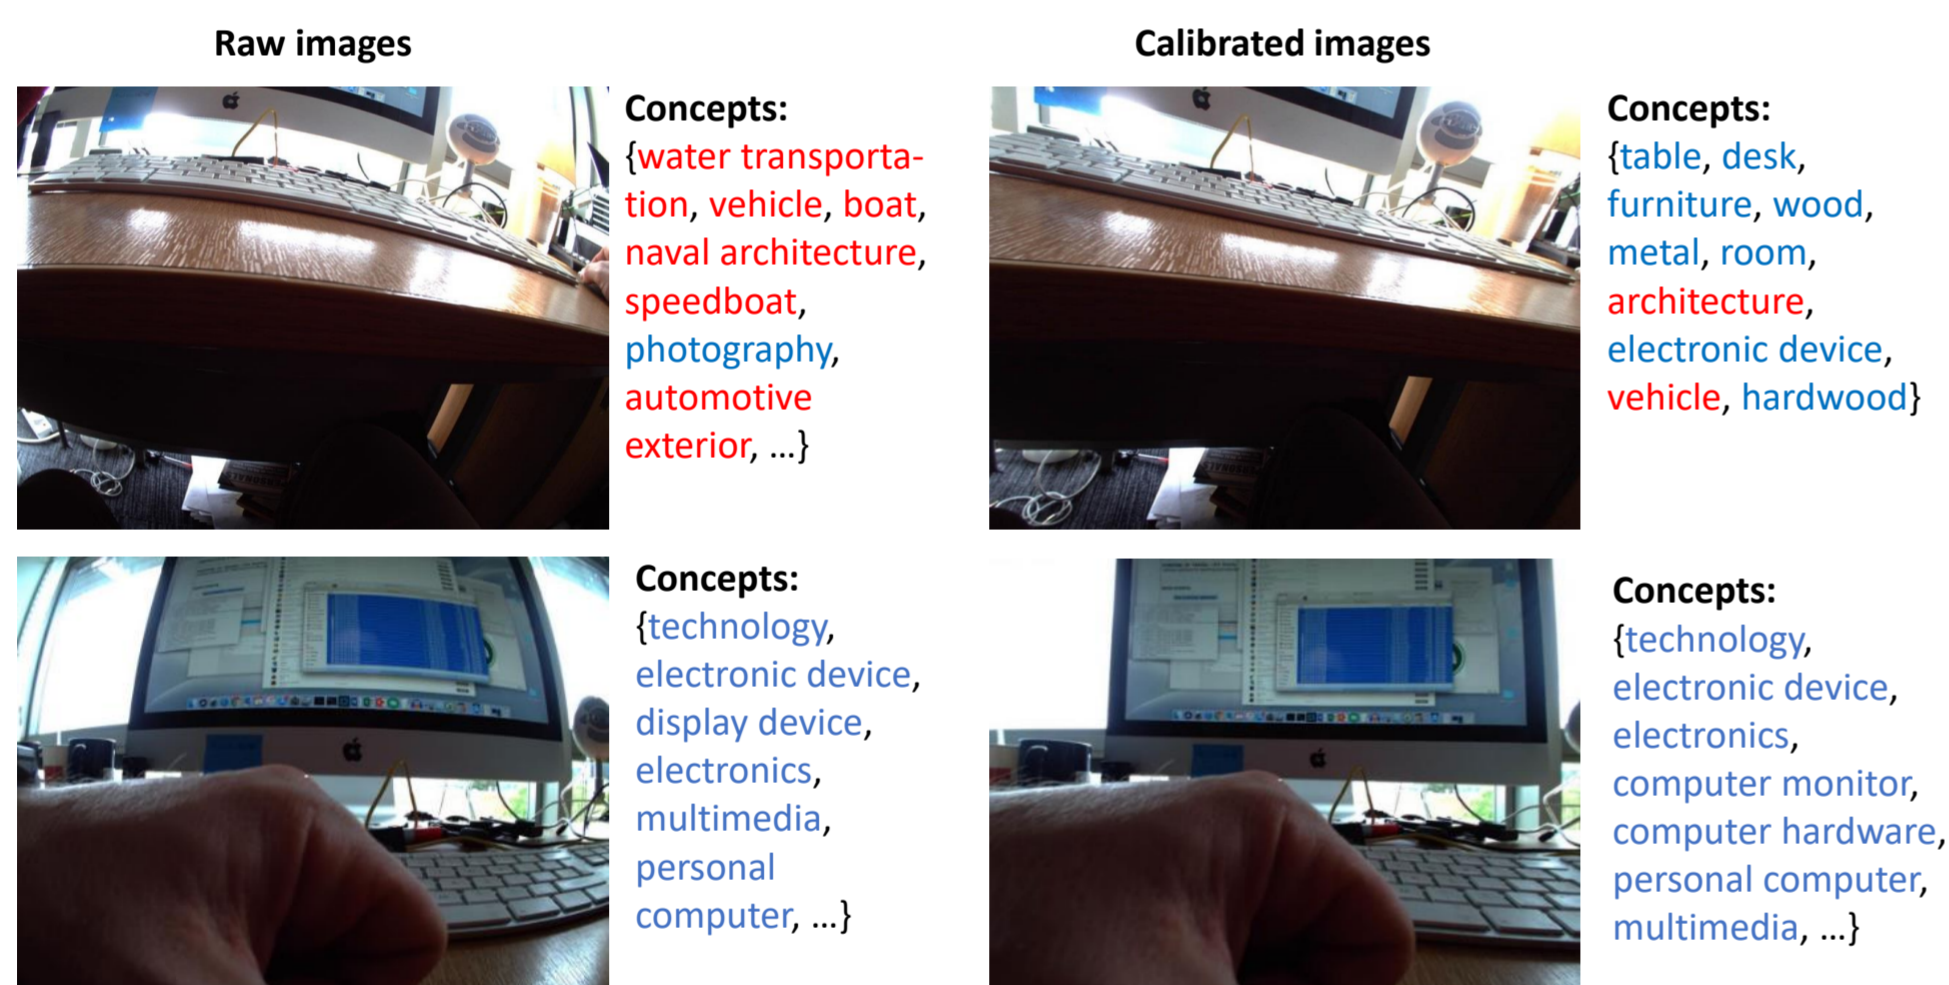 Raw images
Calibrated images
Concepts:
{water transporta-
tion, vehicle, boat,
naval architecture,
speedboat,
photography,
automotive
exterior, ...}
Concepts:
{table, desk,
furniture, wood,
metal, room,
architecture,
electronic device,
vehicle, hardwood}
Concepts:
{technology,
electronic device,
display device,
electronics,
multimedia,
personal
computer, ...}
Concepts:
{technology,
electronic device,
electronics,
computer monitor,
computer hardware,
personal computer,
multimedia, ...}